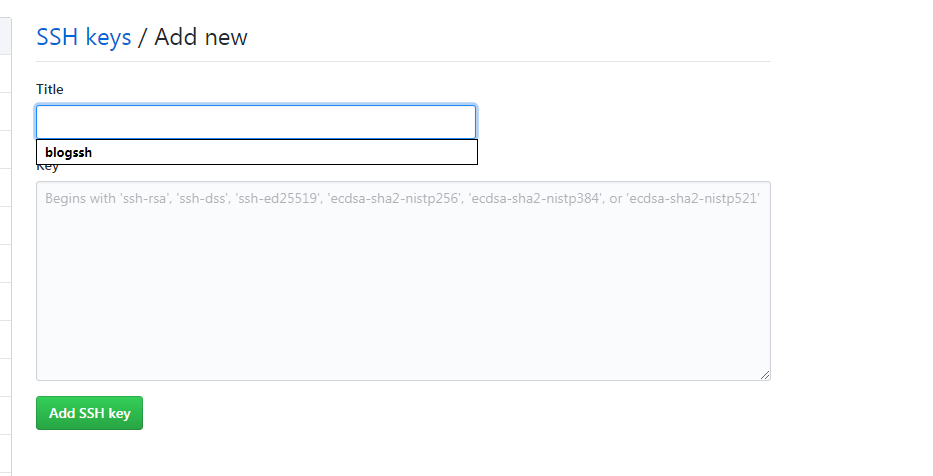 SSH keys / Add new
Title
blogssh
Key
Begins with 'ssh-rsa', 'ssh-dss', 'ssh-ed25519', 'ecdsa-sha2-nistp256', 'ecdsa-sha2-nistp384', or 'ecdsa-sha2-nistp521'
Add SSH key